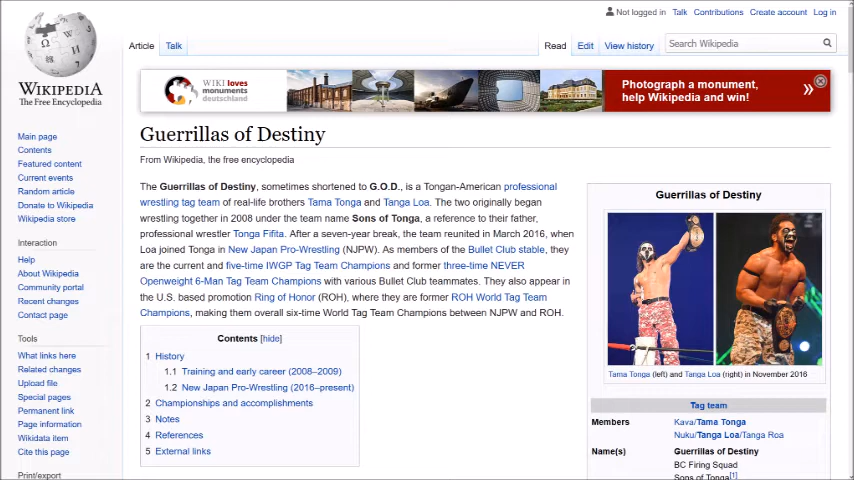 Not logged in Talk Contributions Create account Log in
Article Talk Read Edit View history Search Wikipedia
WIKIPEDIA
The Free Encyclopedia
WIKI loves
monuments
deutschland
Photograph a monument,
help Wikipedia and win!
Main page
Contents
Featured content
Current events
Random article
Donate to Wikipedia
Wikipedia store
Interaction
Help
About Wikipedia
Community portal
Recent changes
Contact page
Tools
What links here
Related changes
Upload file
Special pages
Permanent link
Page information
Wikidata item
Cite this page
Print/export
Guerrillas of Destiny
From Wikipedia, the free encyclopedia
The Guerrillas of Destiny, sometimes shortened to G.O.D., is a Tongan-American professional
wrestling tag team of real-life brothers Tama Tonga and Tanga Loa. The two originally began
wrestling together in 2008 under the team name Sons of Tonga, a reference to their father,
professional wrestler Tonga Fifita. After a seven-year break, the team reunited in March 2016, when
Loa joined Tonga in New Japan Pro-Wrestling (NJPW). As members of the Bullet Club stable, they
are the current and five-time IWGP Tag Team Champions and former three-time NEVER
Openweight 6-Man Tag Team Champions with various Bullet Club teammates. They also appear in
the U.S. based promotion Ring of Honor (ROH), where they are former ROH World Tag Team
Champions, making them overall six-time World Tag Team Champions between NJPW and ROH.
Contents [hide]
1 History
1.1 Training and early career (2008–2009)
1.2 New Japan Pro-Wrestling (2016–present)
2 Championships and accomplishments
3 Notes
4 References
5 External links
Guerrillas of Destiny
Tama Tonga (left) and Tanga Loa (right) in November 2016
Tag team
Members Kava/Tama Tonga
Nuku/Tanga Loa/Tanga Roa
Name(s) Guerrillas of Destiny
BC Firing Squad
Sons of Tonga[1]